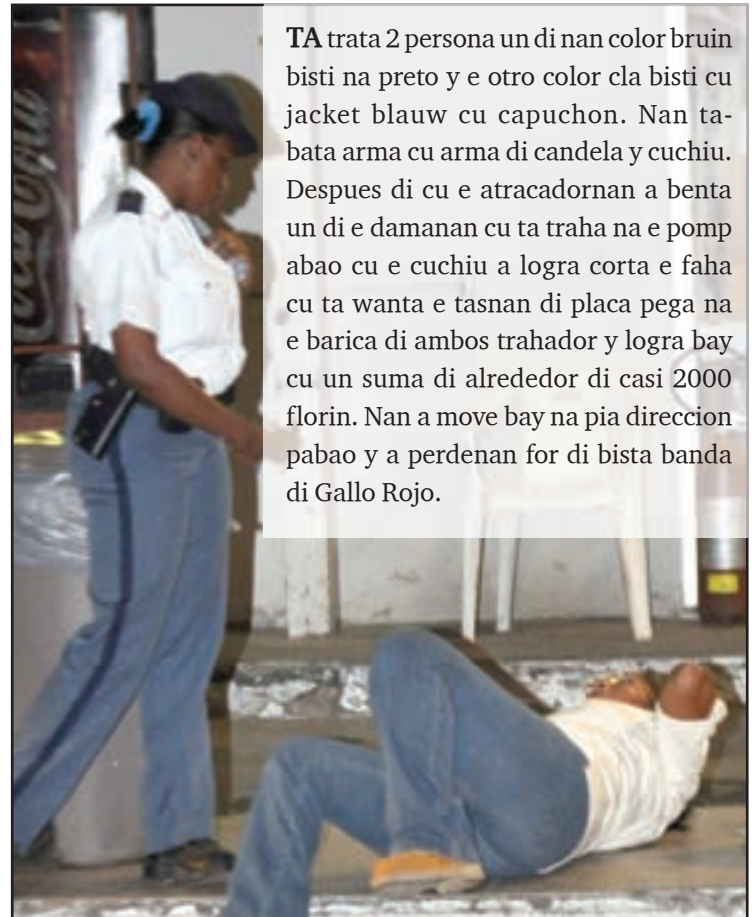 TA trata 2 persona un di nan color bruin
bisti na preto y e otro color cla bisti cu
jacket blauw cu capuchon. Nan ta-
bata arma cu arma di candela y cuchiu.
Despues di cu e atracadornan a benta
un di e damanan cu ta traha na e pomp
abao cu e cuchiu a logra corta e faha
cu ta wanta e tasnan di placa pega na
e barica di ambos trahador y logra bay
cu un suma di alrededor di casi 2000
florin. Nan a move bay na pia direccion
pabao y a perdenan for di bista banda
di Gallo Rojo.
Coca-Cola